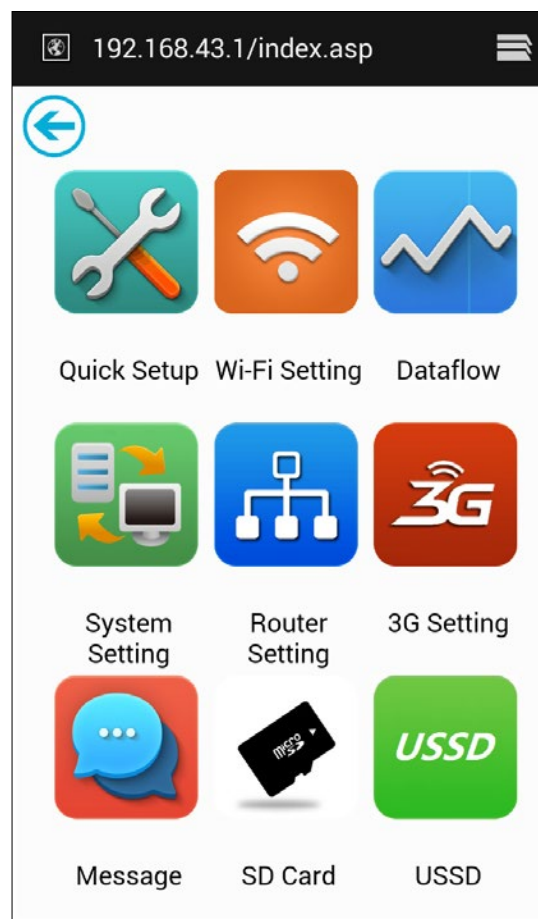 192.168.43.1/index.asp
Quick Setup Wi-Fi Setting Dataflow
3G
System Router 3G Setting
Setting Setting
micro
SD
USSD
Message SD Card USSD